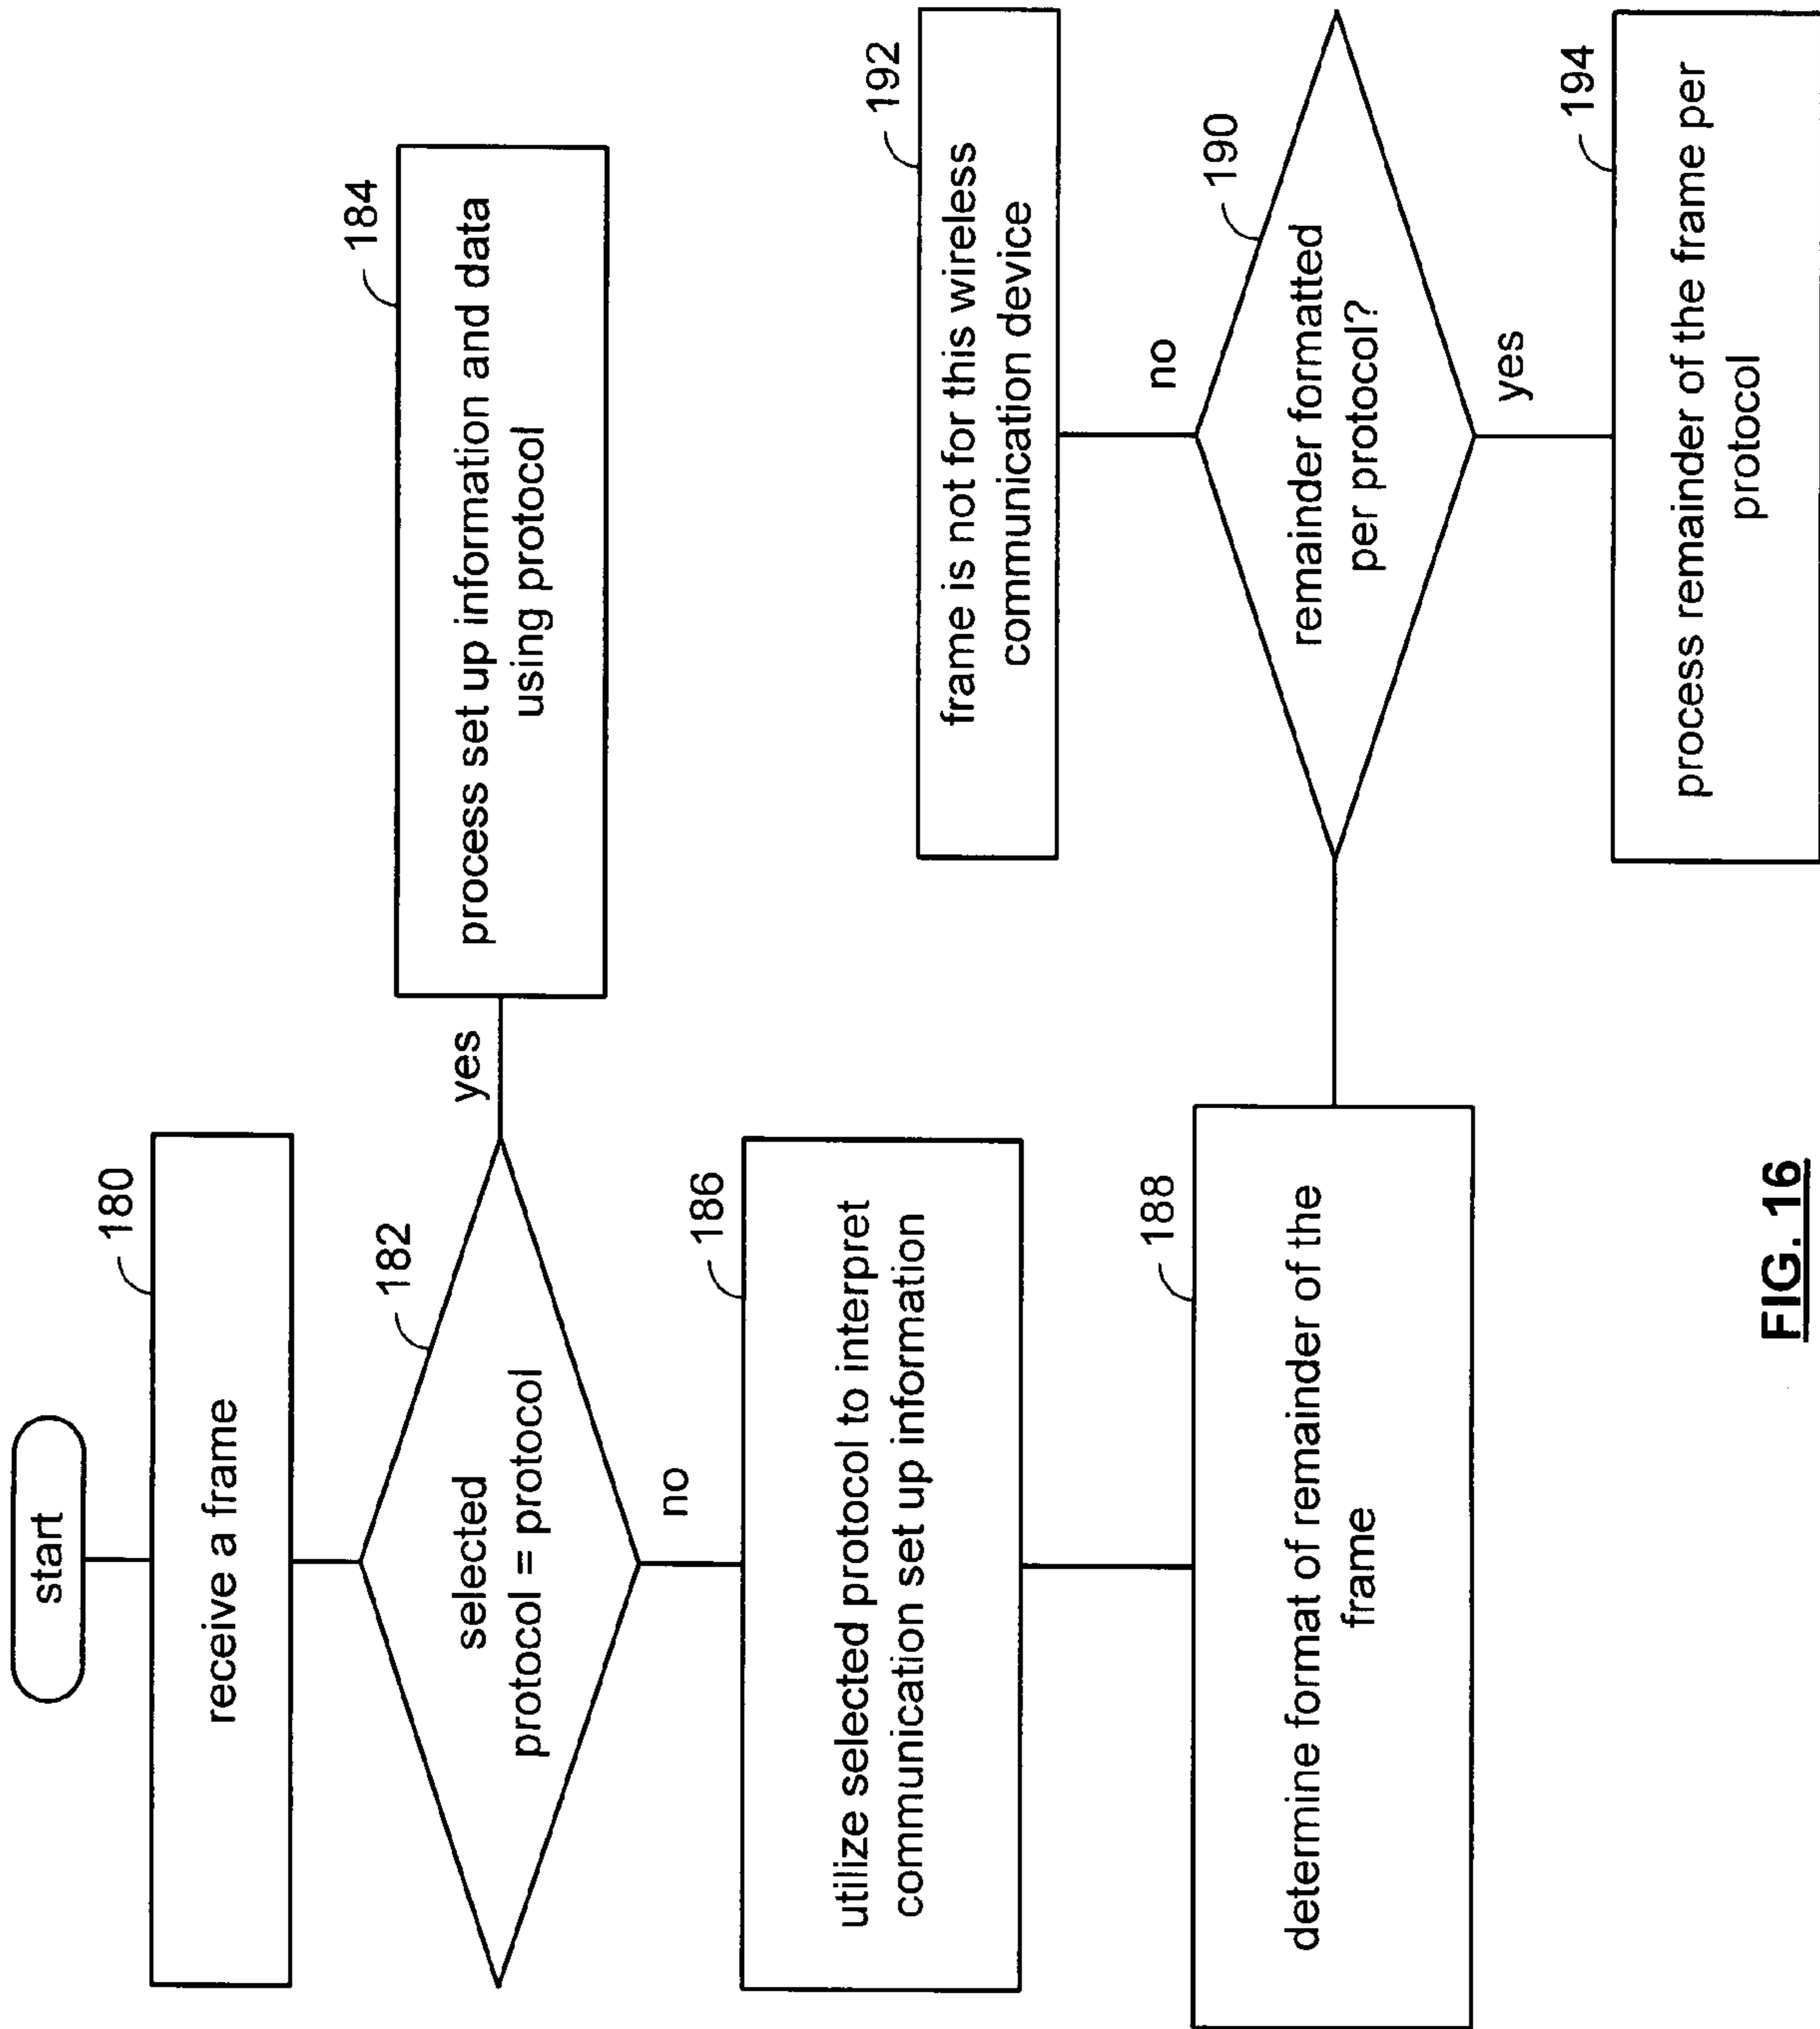 start
180
receive a frame
182
selected
protocol = protocol
yes
184
process set up information and data
using protocol
no
186
utilize selected protocol to interpret
communication set up information
188
determine format of remainder of the
frame
190
remainder formatted
per protocol?
no
192
frame is not for this wireless
communication device
yes
194
process remainder of the frame per
protocol
FIG. 16